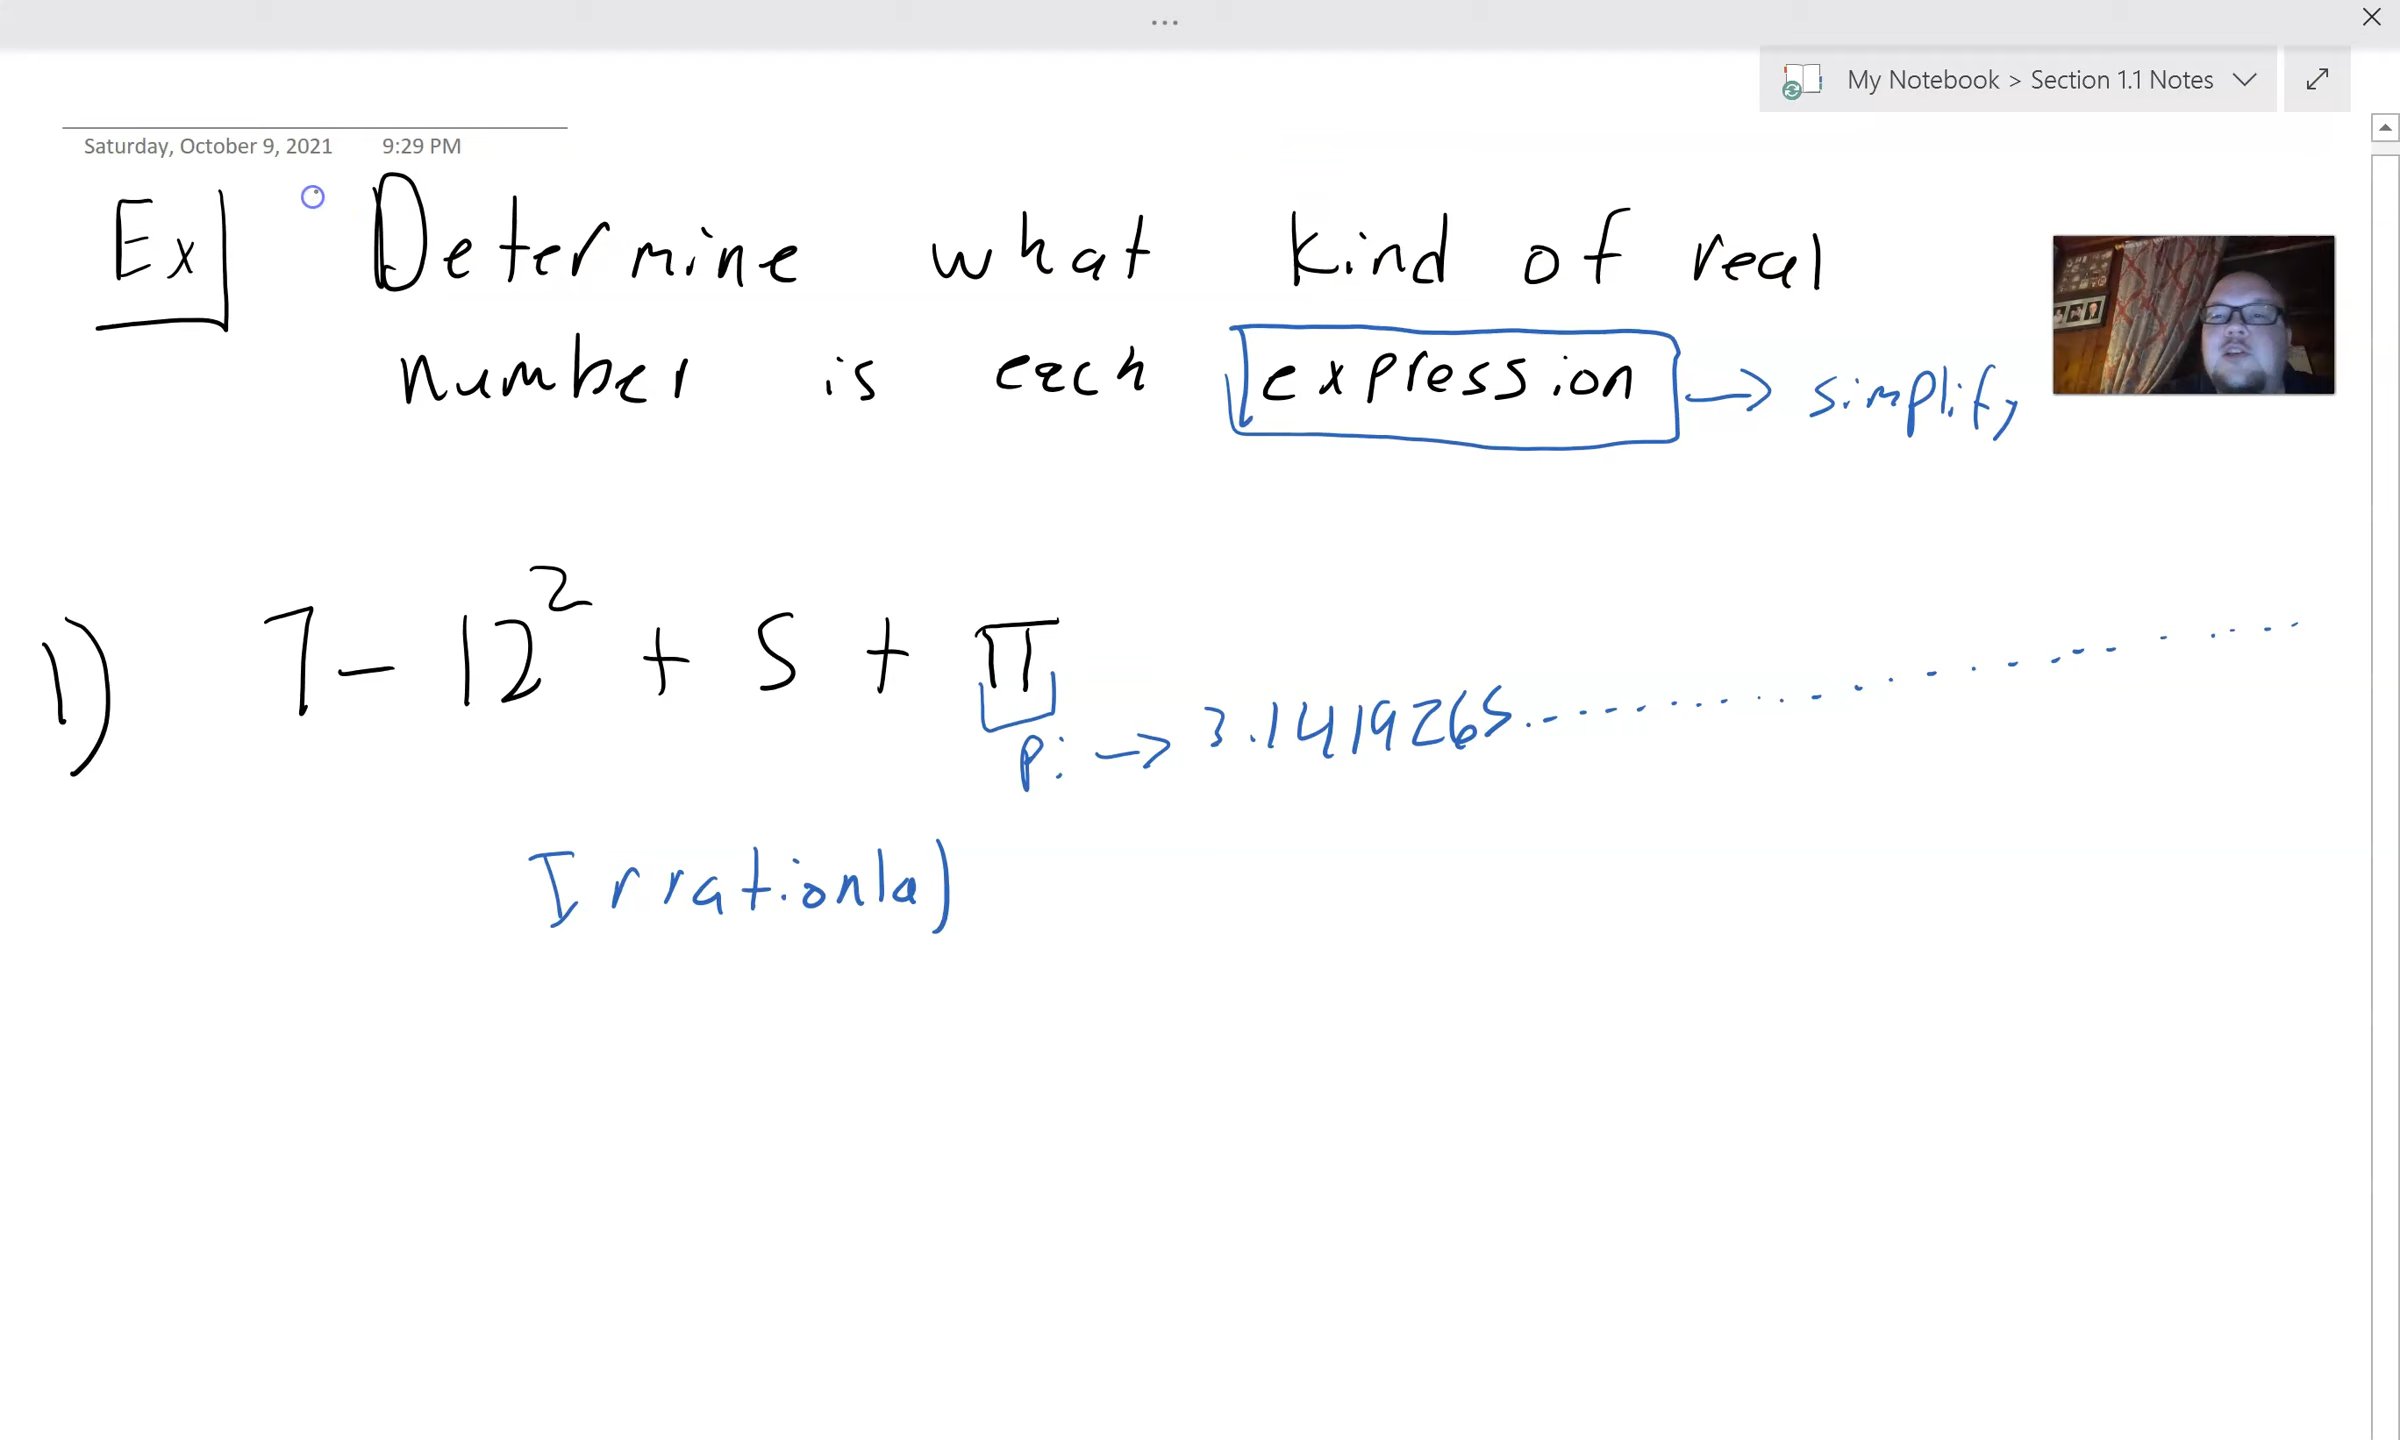 ...
My Notebook > Section 1.1 Notes
Saturday, October 9, 2021 9:29 PM
Ex Determine what kind of real
number is each expression → simplify
1) 7 - 12² + 5 + π
pi → 3.1419265..........
Irrationlal